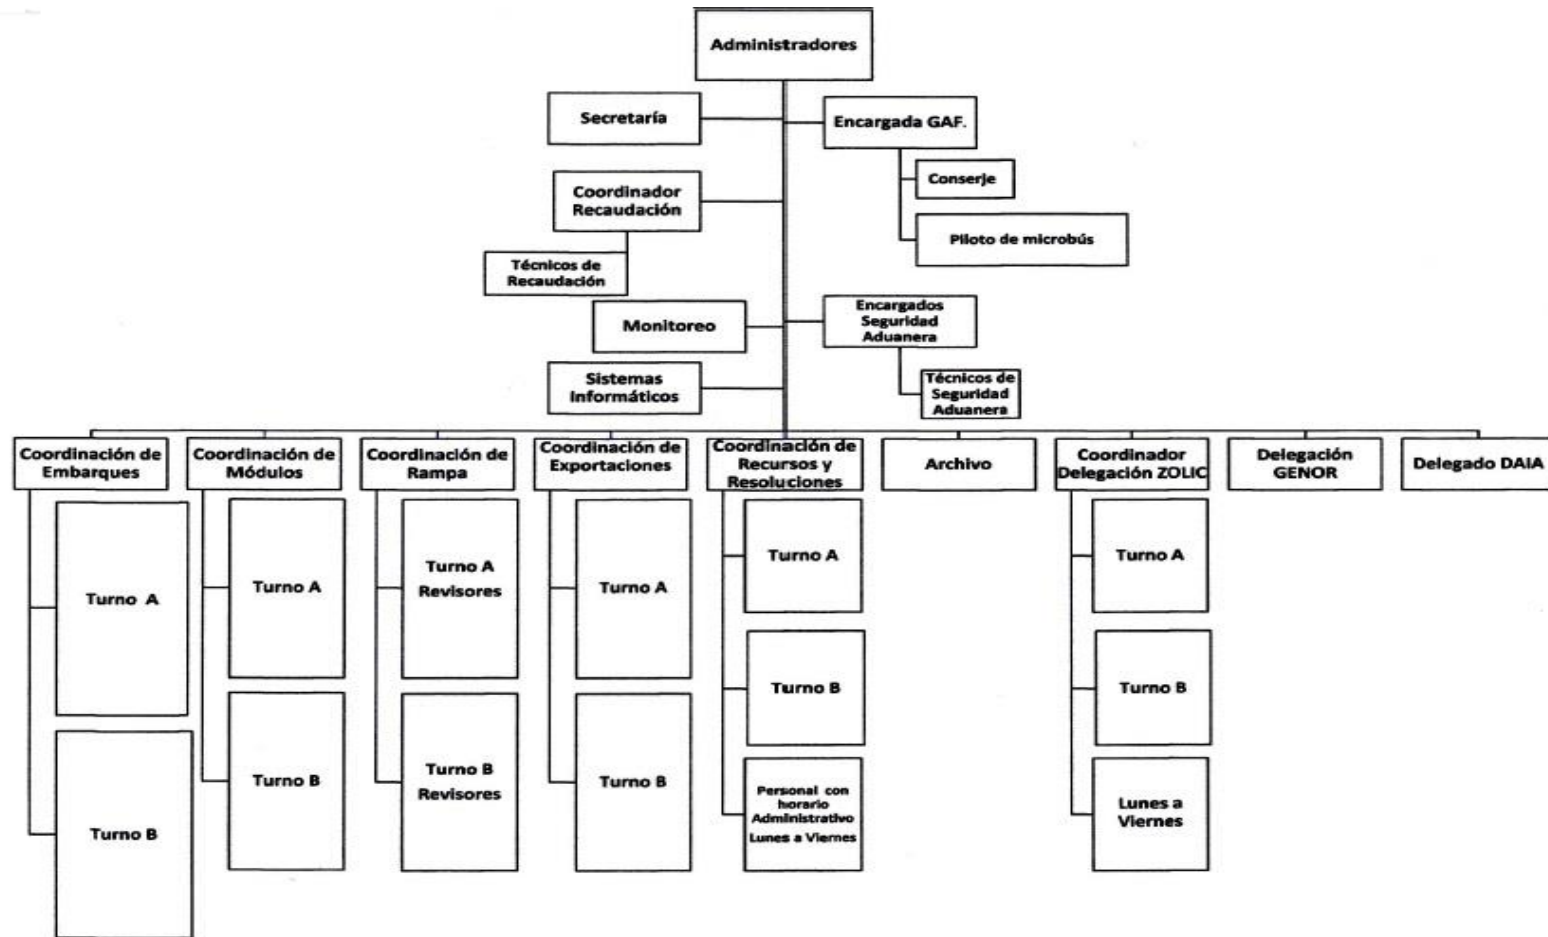 Administradores
Secretaría
Encargada GAF.
Conserje
Coordinador
Recaudación
Piloto de microbús
Técnicos de
Recaudación
Encargados
Seguridad
Aduanera
Monitoreo
Sistemas
Informáticos
Técnicos de
Seguridad
Aduanera
Coordinación de
Embarques
Coordinación de
Módulos
Coordinación de
Rampa
Coordinación de
Exportaciones
Coordinación de
Recursos y
Resoluciones
Archivo
Coordinador
Delegación ZOLIC
Delegación
GENOR
Delegado DAIA
Turno A
Turno B
Turno A
Turno B
Turno A
Revisores
Turno B
Revisores
Turno A
Turno B
Turno A
Turno B
Personal con
horario
Administrativo
Lunes a Viernes
Turno A
Turno B
Lunes a
Viernes